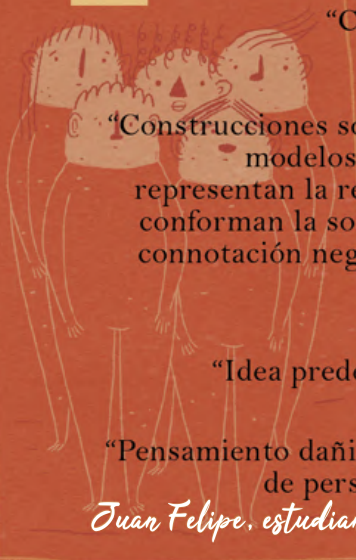 “C
“Construcciones so
modelos
representan la re
conforman la so
connotación neg
“Idea prede
“Pensamiento dañi
de pers
Juan Felipe, estudian